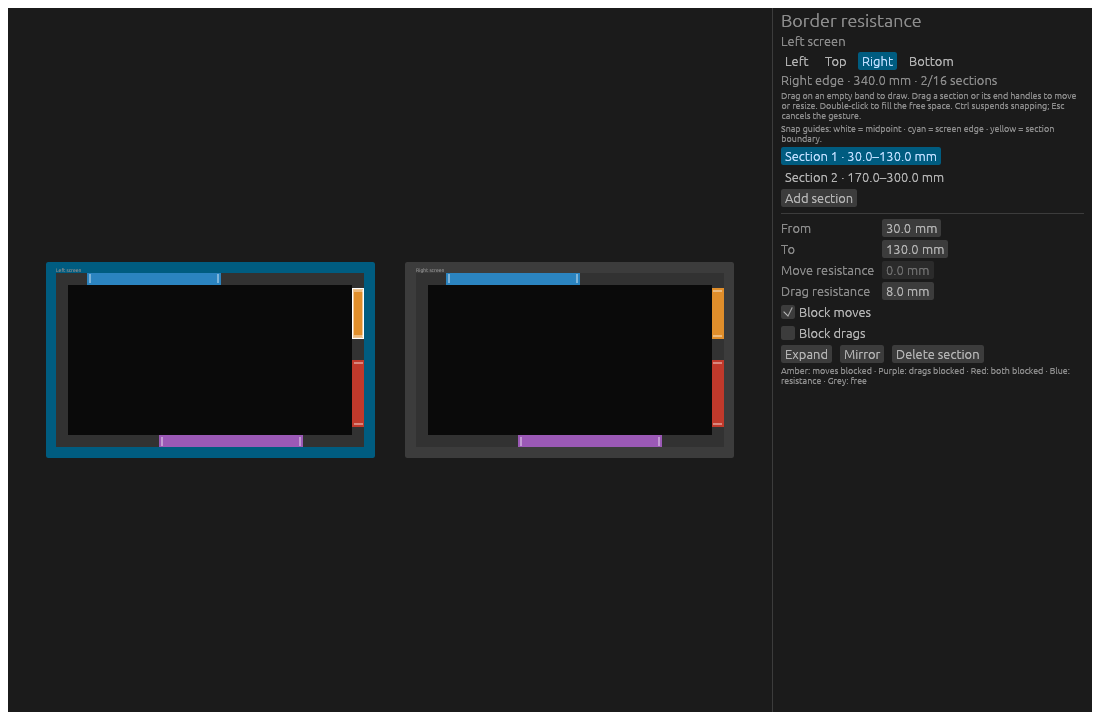 Border resistance
Left screen
Left Top Right Bottom
Right edge · 340.0 mm · 2/16 sections
Drag on an empty band to draw. Drag a section or its end handles to move
or resize. Double-click to fill the free space. Ctrl suspends snapping; Esc
cancels the gesture.
Snap guides: white = midpoint · cyan = screen edge · yellow = section
boundary.
Section 1 · 30.0–130.0 mm
Section 2 · 170.0–300.0 mm
Add section
From 30.0 mm
To 130.0 mm
Move resistance 0.0 mm
Drag resistance 8.0 mm
Block moves
Block drags
Expand Mirror Delete section
Amber: moves blocked · Purple: drags blocked · Red: both blocked · Blue:
resistance · Grey: free
Left screen
Right screen